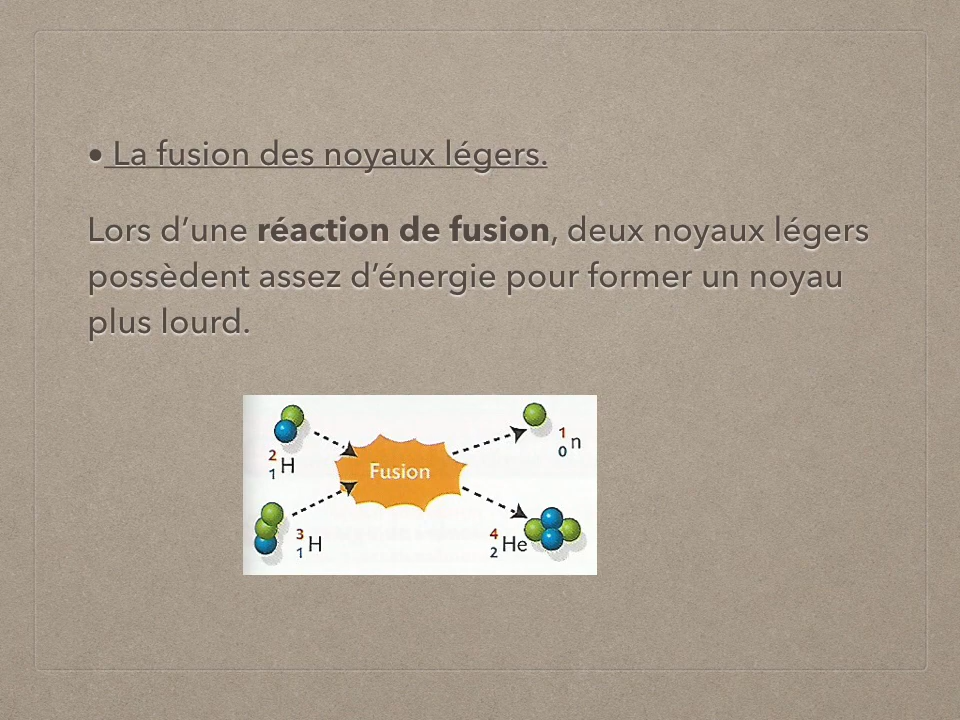 • La fusion des noyaux légers.
Lors d’une réaction de fusion, deux noyaux légers
possèdent assez d’énergie pour former un noyau
plus lourd.
2
1 H
Fusion
1
0 n
3
1 H
4
2 He